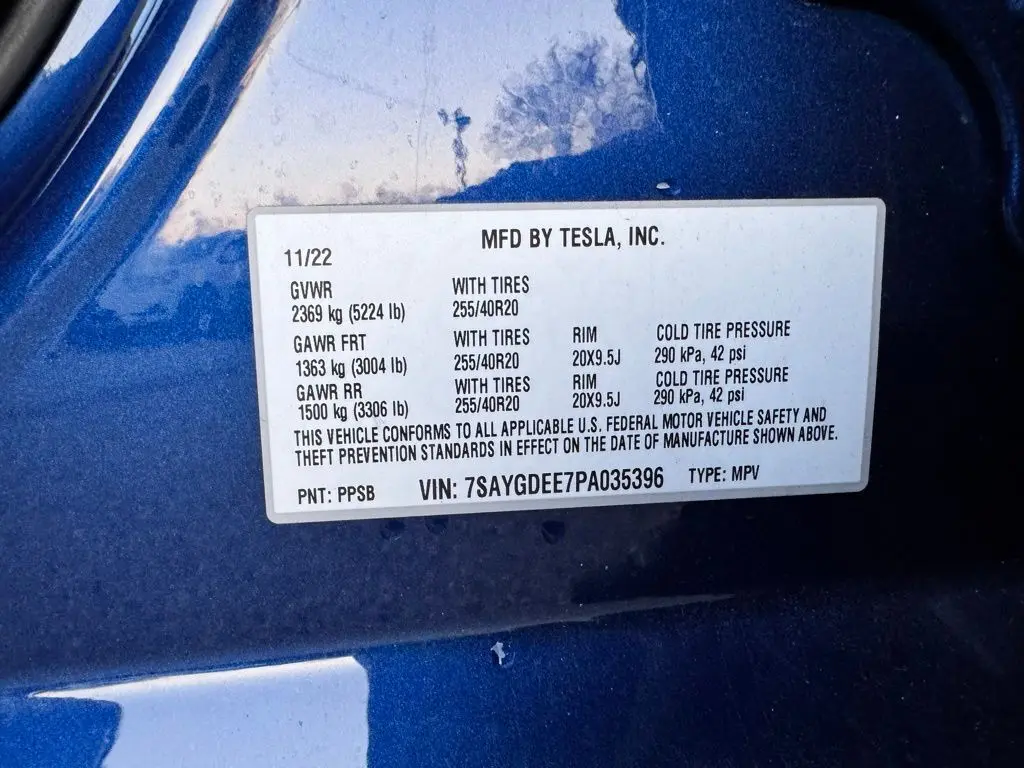 MFD BY TESLA, INC.
11/22
GVWR WITH TIRES
2369 kg (5224 lb) 255/40R20
GAWR FRT WITH TIRES RIM COLD TIRE PRESSURE
1363 kg (3004 lb) 255/40R20 20X9.5J 290 kPa, 42 psi
GAWR RR WITH TIRES RIM COLD TIRE PRESSURE
1500 kg (3306 lb) 255/40R20 20X9.5J 290 kPa, 42 psi
THIS VEHICLE CONFORMS TO ALL APPLICABLE U.S. FEDERAL MOTOR VEHICLE SAFETY AND
THEFT PREVENTION STANDARDS IN EFFECT ON THE DATE OF MANUFACTURE SHOWN ABOVE.
PNT: PPSB VIN: 7SAYGDEE7PA035396 TYPE: MPV